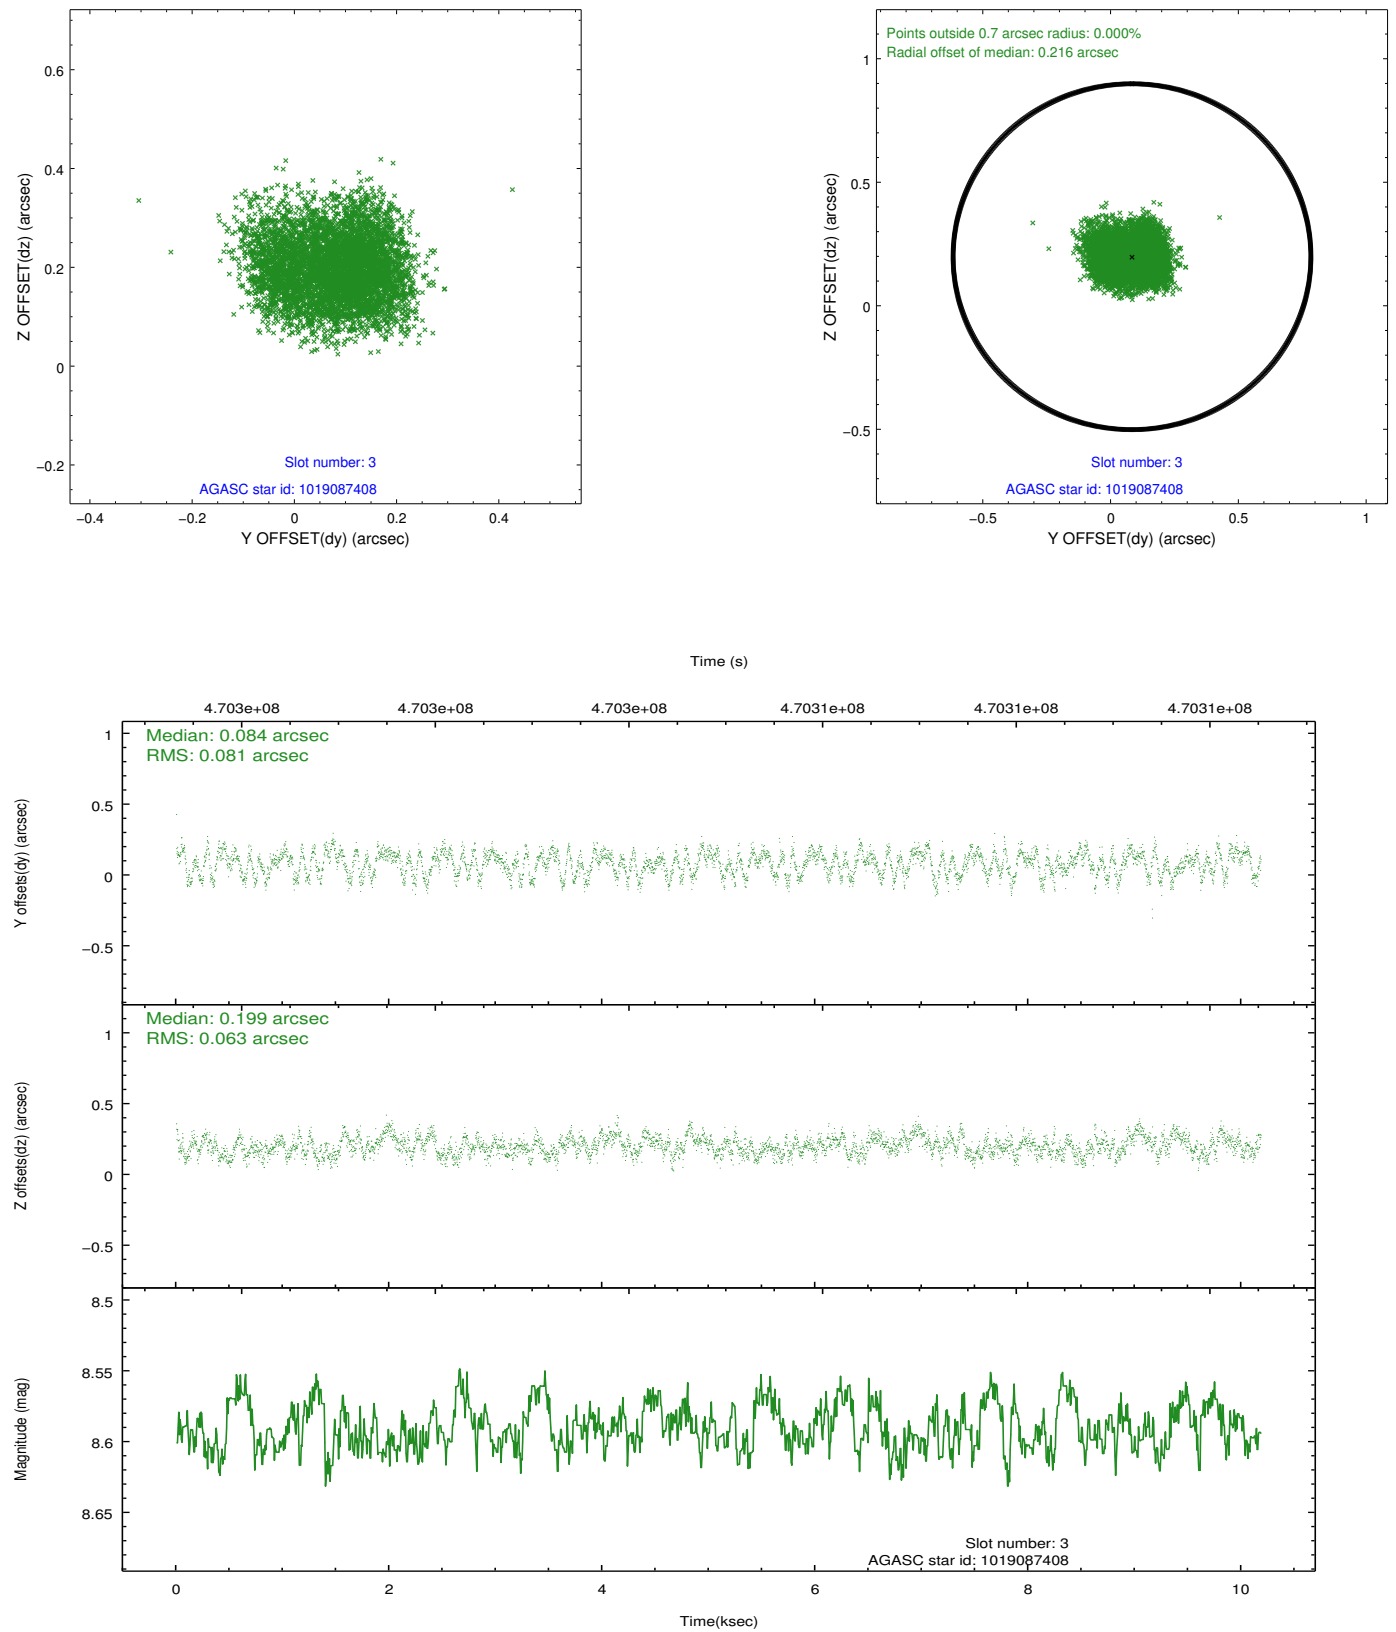 0.6
0.4
0.2
0
−0.2
−0.4
−0.2
0
0.2
0.4
Z OFFSET(dz) (arcsec)
Y OFFSET(dy) (arcsec)
Slot number: 3
AGASC star id: 1019087408
Points outside 0.7 arcsec radius: 0.000%
Radial offset of median: 0.216 arcsec
1
0.5
0
−0.5
−0.5
0
0.5
1
Z OFFSET(dz) (arcsec)
Y OFFSET(dy) (arcsec)
Slot number: 3
AGASC star id: 1019087408
Time (s)
4.703e+08 4.703e+08 4.703e+08 4.7031e+08 4.7031e+08 4.7031e+08
Median: 0.084 arcsec
RMS: 0.081 arcsec
1
0.5
0
−0.5
Y offsets(dy) (arcsec)
Median: 0.199 arcsec
RMS: 0.063 arcsec
1
0.5
0
−0.5
Z offsets(dz) (arcsec)
8.5
8.55
8.6
8.65
Magnitude (mag)
Slot number: 3
AGASC star id: 1019087408
0 2 4 6 8 10
Time(ksec)